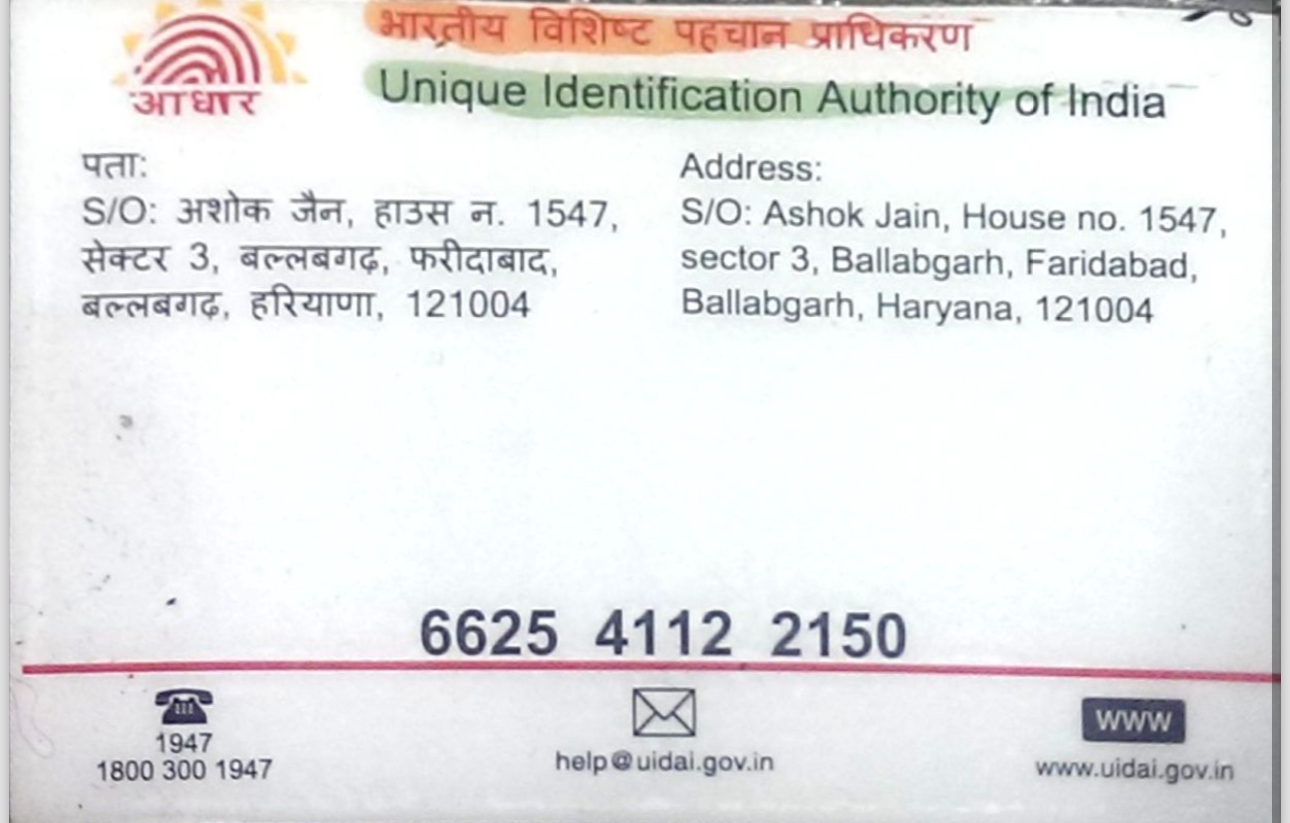 आधार
भारतीय विशिष्ट पहचान प्राधिकरण
Unique Identification Authority of India
पता:
S/O: अशोक जैन, हाउस न. 1547,
सेक्टर 3, बल्लबगढ़, फरीदाबाद,
बल्लबगढ़, हरियाणा, 121004
Address:
S/O: Ashok Jain, House no. 1547,
sector 3, Ballabgarh, Faridabad,
Ballabgarh, Haryana, 121004
6625 4112 2150
1947
1800 300 1947
help@uidai.gov.in
WWW
www.uidai.gov.in